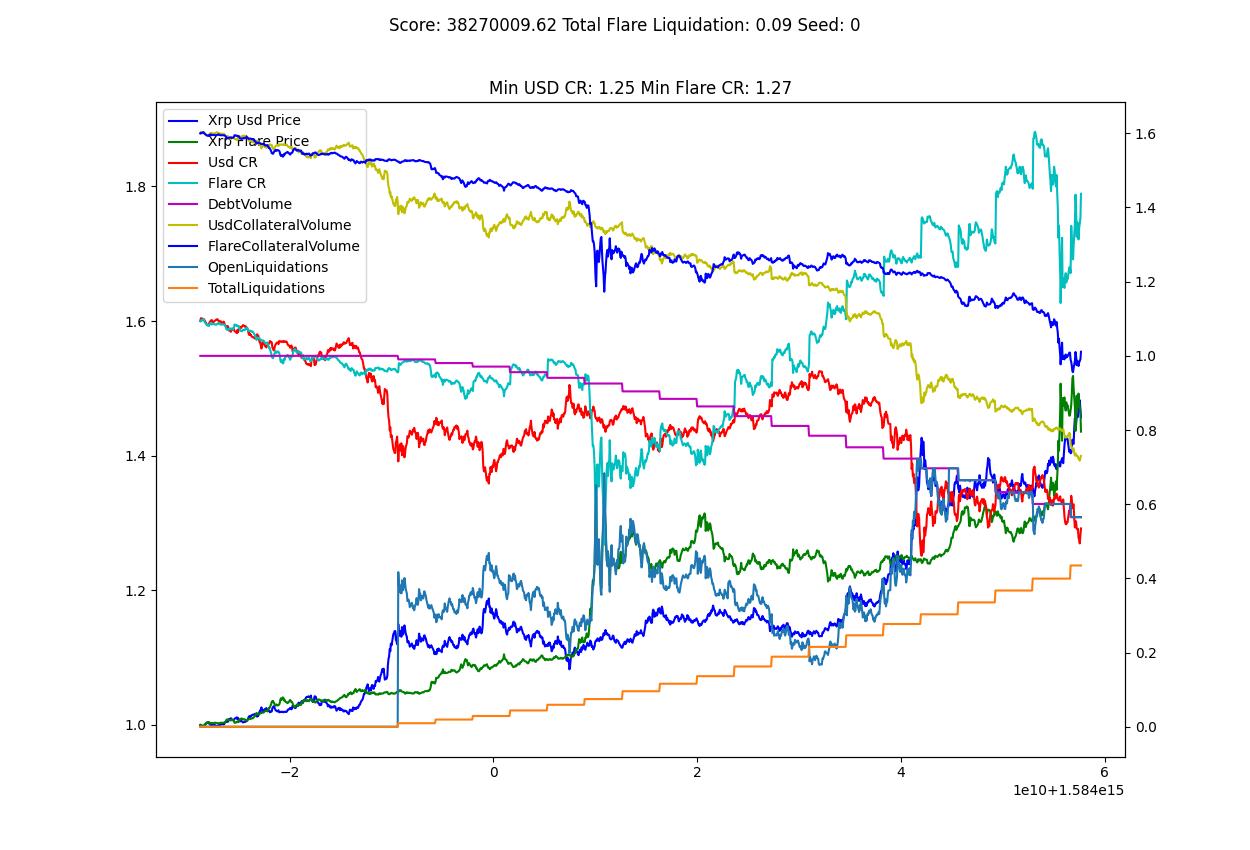 Score: 38270009.62 Total Flare Liquidation: 0.09 Seed: 0
Min USD CR: 1.25 Min Flare CR: 1.27
Xrp Usd Price
Xrp Flare Price
Usd CR
Flare CR
DebtVolume
UsdCollateralVolume
FlareCollateralVolume
OpenLiquidations
TotalLiquidations
1.8
1.6
1.4
1.2
1.0
1.6
1.4
1.2
1.0
0.8
0.6
0.4
0.2
0.0
−2 0 2 4 6
1e10+1.584e15